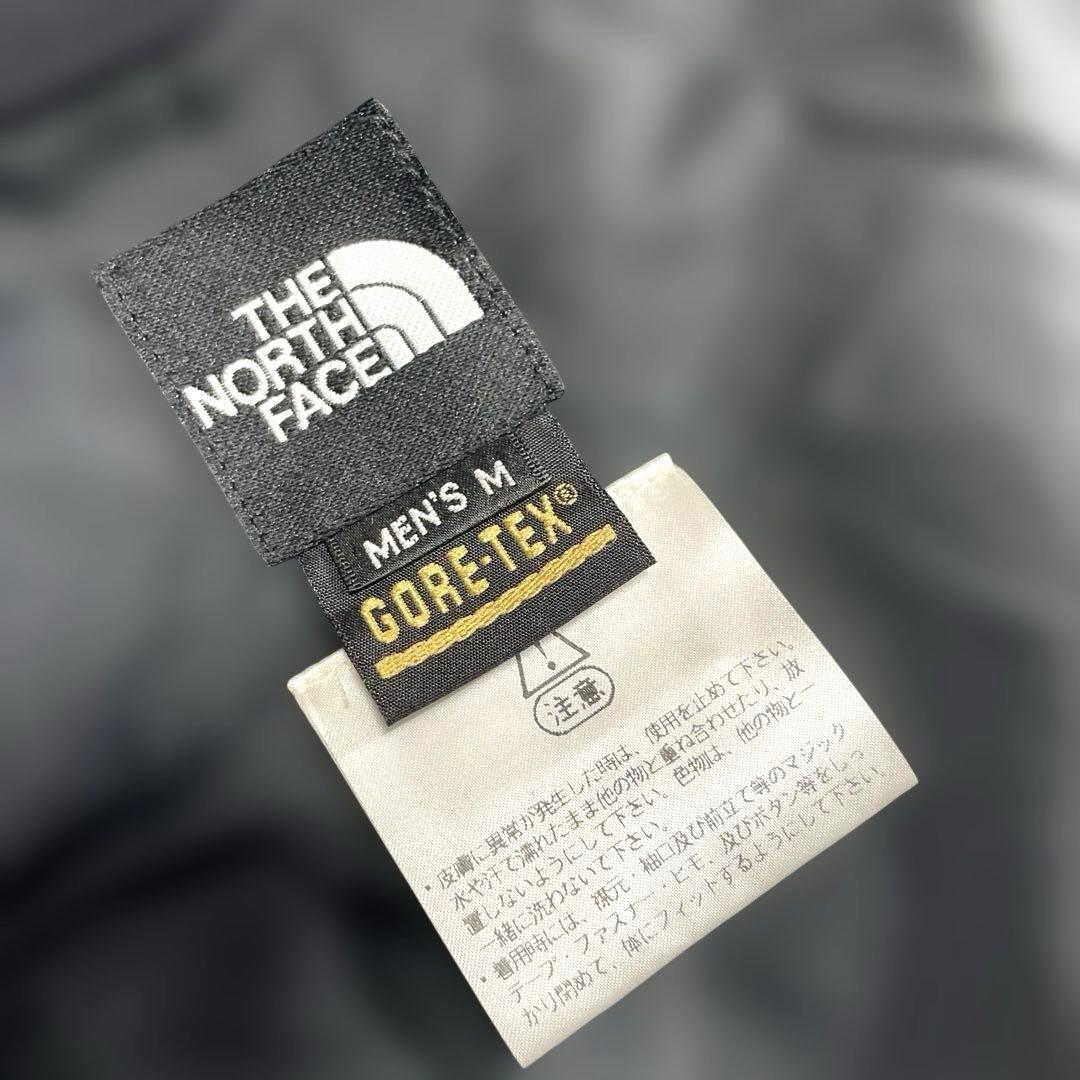 THE
NORTH
FACE
MEN'S M
GORE-TEX®
注意
・皮膚に異常が発生した時は、使用を止めて下さい。
水や汗で濡れたまま他の物と重ね合わせたり、放
置しないようにして下さい。色物は、他の物と一
一緒に洗わないで下さい。
・着用時には、裾元・袖口及び前立て等のマジック
テープ・ファスナー・ヒモ、及びボタン等をしっ
かり閉めて、体にフィットするようにして下さい。